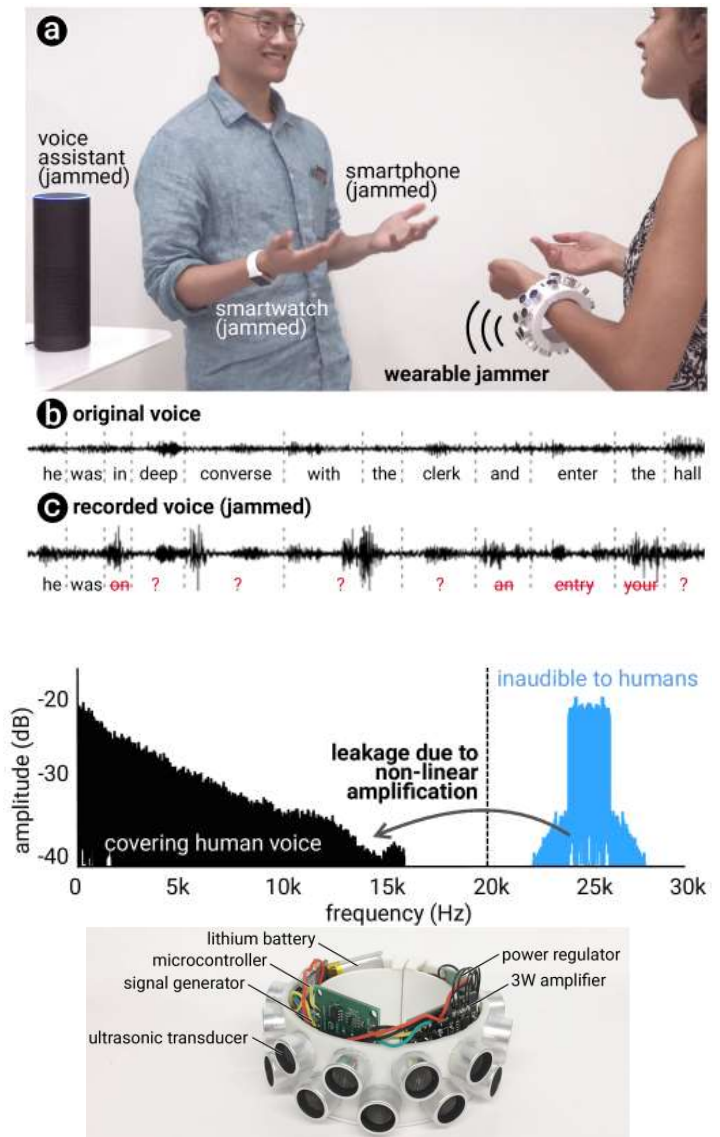 a
voice
assistant
(jammed)
smartphone
(jammed)
smartwatch
(jammed)
wearable jammer
b original voice
he was in deep converse with the clerk and enter the hall
c recorded voice (jammed)
he was on ? ? ? ? an entry your ?
inaudible to humans
leakage due to
non-linear
amplification
covering human voice
amplitude (dB)
-20
-30
-40
0 5k 10k 15k 20k 25k 30k
frequency (Hz)
lithium battery
microcontroller
signal generator
ultrasonic transducer
power regulator
3W amplifier